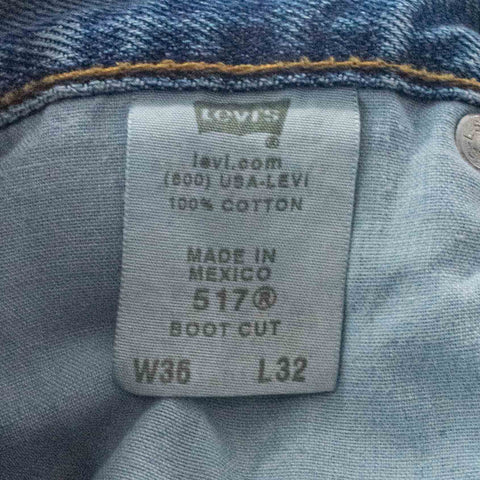 Levi's
®
levi.com
(800) USA-LEVI
100% COTTON
MADE IN
MEXICO
517®
BOOT CUT
W36 L32